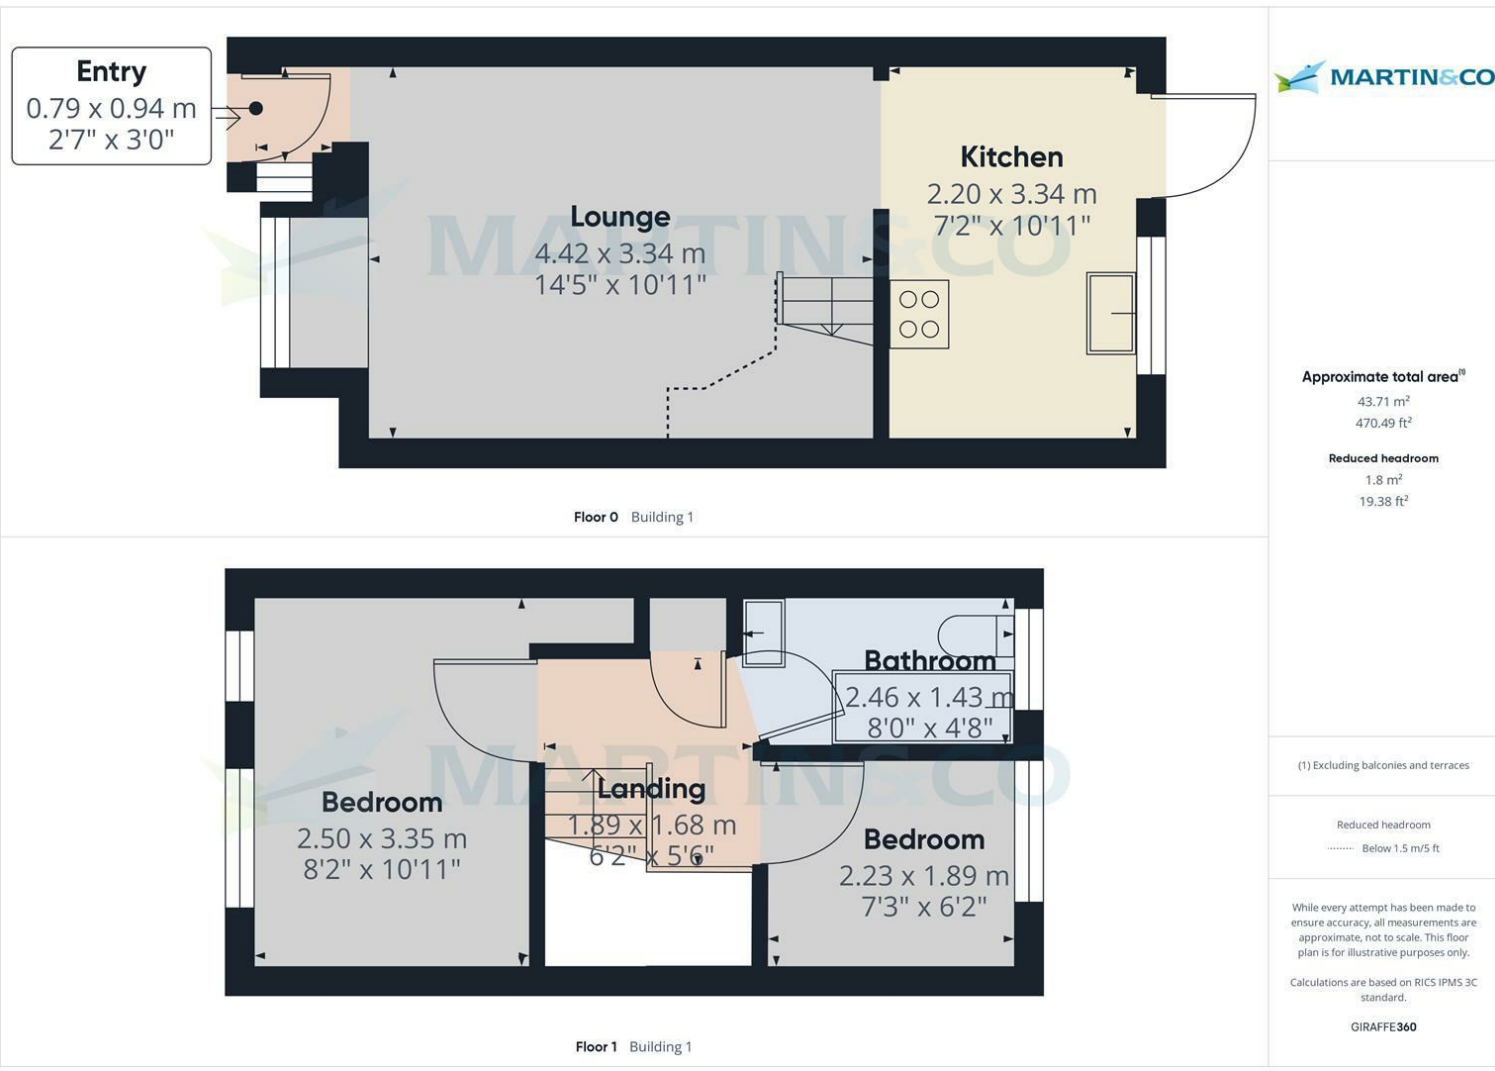 Entry
0.79 x 0.94 m
2'7" x 3'0"
Lounge
4.42 x 3.34 m
14'5" x 10'11"
Kitchen
2.20 x 3.34 m
7'2" x 10'11"
MARTIN&CO
Floor 0 Building 1
Bedroom
2.50 x 3.35 m
8'2" x 10'11"
Landing
1.89 x 1.68 m
6'2" x 5'6"
Bathroom
2.46 x 1.43 m
8'0" x 4'8"
Bedroom
2.23 x 1.89 m
7'3" x 6'2"
MARTIN&CO
Floor 1 Building 1
MARTIN&CO
Approximate total area(1)
43.71 m²
470.49 ft²
Reduced headroom
1.8 m²
19.38 ft²
(1) Excluding balconies and terraces
Reduced headroom
Below 1.5 m/5 ft
While every attempt has been made to
ensure accuracy, all measurements are
approximate, not to scale. This floor
plan is for illustrative purposes only.
Calculations are based on RICS IPMS 3C
standard.
GIRAFFE360